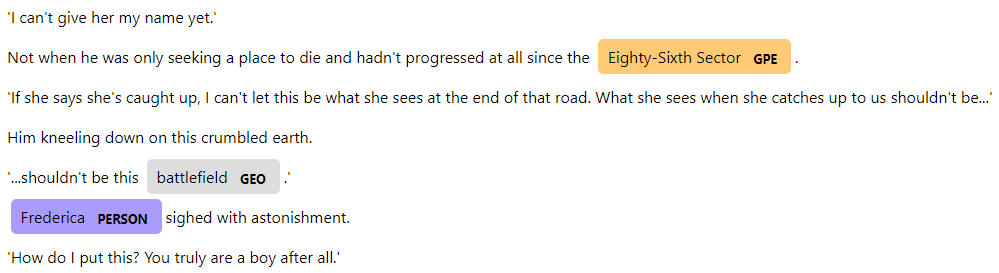 'I can't give her my name yet.'
Not when he was only seeking a place to die and hadn't progressed at all since the Eighty-Sixth Sector GPE .
'If she says she's caught up, I can't let this be what she sees at the end of that road. What she sees when she catches up to us shouldn't be...'
Him kneeling down on this crumbled earth.
'...shouldn't be this battlefield GEO .'
Frederica PERSON sighed with astonishment.
'How do I put this? You truly are a boy after all.'